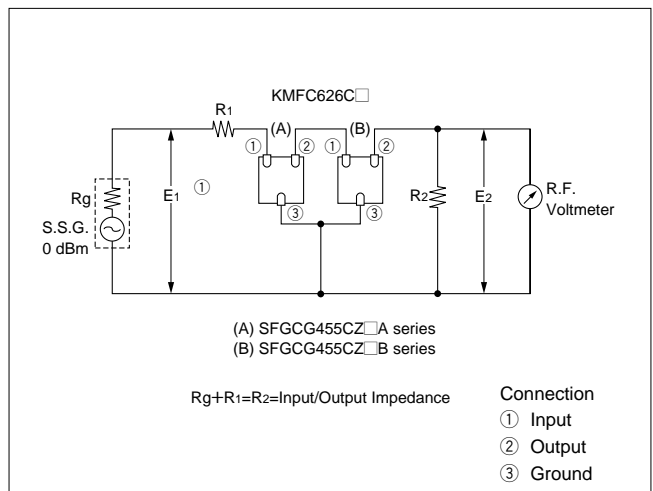 KMFC626C□
R1
(A)
(B)
①
②
①
②
Rg
S.S.G.
0 dBm
E1
①
③
③
R2
E2
R.F.
Voltmeter
(A) SFGCG455CZ□A series
(B) SFGCG455CZ□B series
Rg+R1=R2=Input/Output Impedance
Connection
① Input
② Output
③ Ground